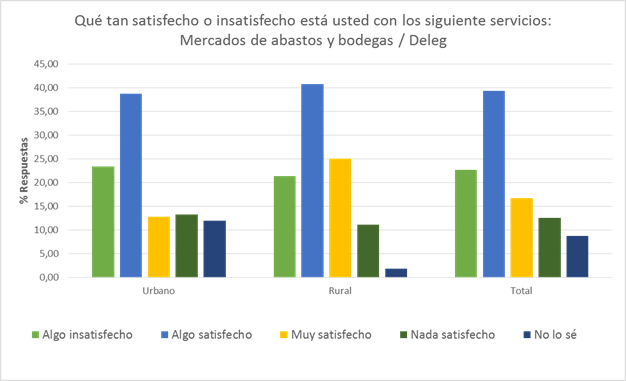 Qué tan satisfecho o insatisfecho está usted con los siguiente servicios:
Mercados de abastos y bodegas / Deleg
45,00
40,00
35,00
30,00
25,00
20,00
15,00
10,00
5,00
0,00
% Respuestas
Urbano Rural Total
Algo insatisfecho Algo satisfecho Muy satisfecho Nada satisfecho No lo sé